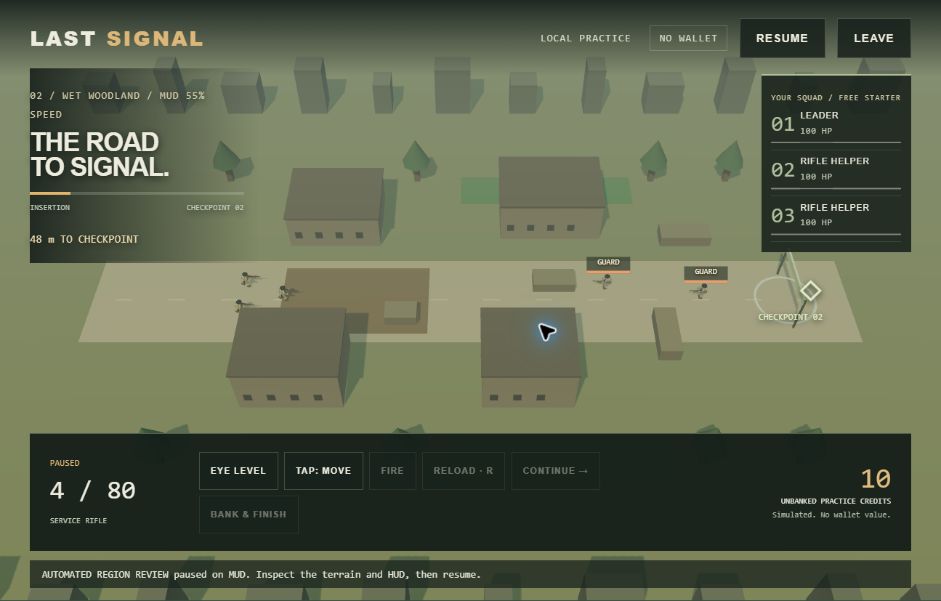 LAST SIGNAL
LOCAL PRACTICE
NO WALLET
RESUME
LEAVE
02 / WET WOODLAND / MUD 55%
SPEED
THE ROAD
TO SIGNAL.
INSERTION
CHECKPOINT 02
48 m TO CHECKPOINT
YOUR SQUAD / FREE STARTER
01 LEADER
100 HP
02 RIFLE HELPER
100 HP
03 RIFLE HELPER
100 HP
GUARD
GUARD
CHECKPOINT 02
PAUSED
4 / 80
SERVICE RIFLE
EYE LEVEL
TAP: MOVE
FIRE
RELOAD · R
CONTINUE →
BANK & FINISH
10
UNBANKED PRACTICE CREDITS
Simulated. No wallet value.
AUTOMATED REGION REVIEW paused on MUD. Inspect the terrain and HUD, then resume.